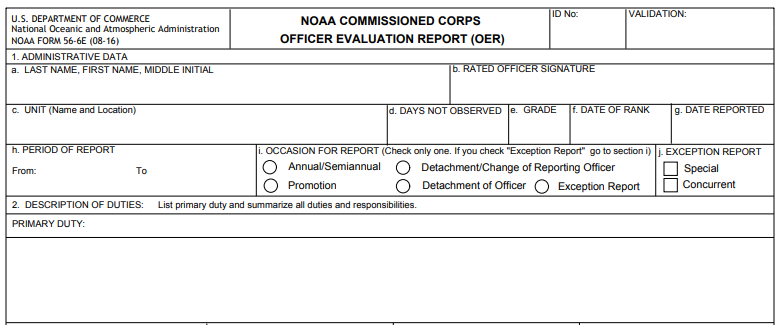 U.S. DEPARTMENT OF COMMERCE
National Oceanic and Atmospheric Administration
NOAA FORM 56-6E (08-16)
NOAA COMMISSIONED CORPS
OFFICER EVALUATION REPORT (OER)
ID No:
VALIDATION:
1. ADMINISTRATIVE DATA
a. LAST NAME, FIRST NAME, MIDDLE INITIAL
b. RATED OFFICER SIGNATURE
c. UNIT (Name and Location)
d. DAYS NOT OBSERVED
e. GRADE
f. DATE OF RANK
g. DATE REPORTED
h. PERIOD OF REPORT
From: To
i. OCCASION FOR REPORT (Check only one. If you check "Exception Report" go to section i)
Annual/Semiannual
Detachment/Change of Reporting Officer
Promotion
Detachment of Officer
Exception Report
j. EXCEPTION REPORT
Special
Concurrent
2. DESCRIPTION OF DUTIES: List primary duty and summarize all duties and responsibilities.
PRIMARY DUTY: